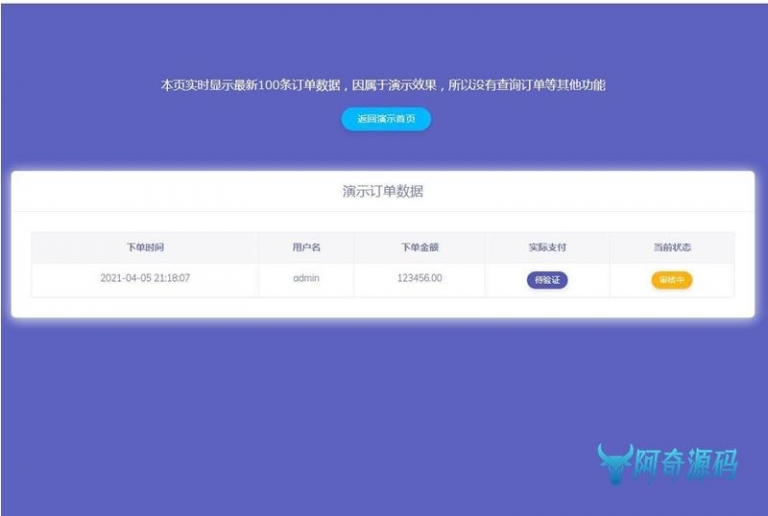 本页实时显示最新100条订单数据，因属于演示效果，所以没有查询订单等其他功能
返回演示首页
演示订单数据
下单时间 用户名 下单金额 实际支付 当前状态
2021-04-05 21:18:07 admin 123456.00 待验证 审核中
阿奇源码